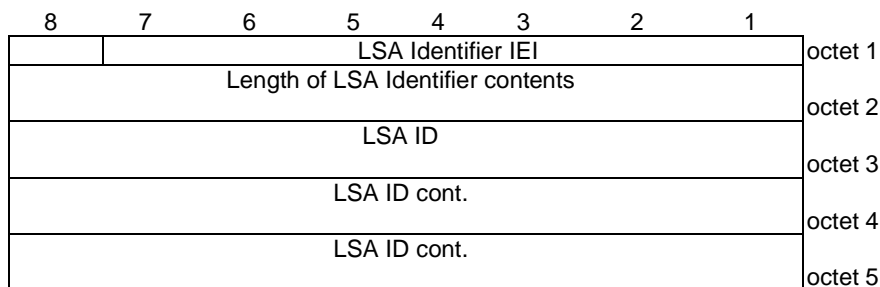 8 7 6 5 4 3 2 1
LSA Identifier IEI octet 1
Length of LSA Identifier contents
octet 2
LSA ID
octet 3
LSA ID cont.
octet 4
LSA ID cont.
octet 5